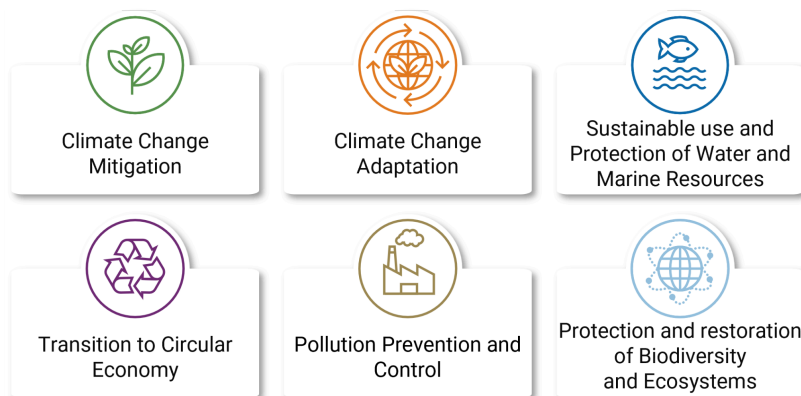 Climate Change
Mitigation
Climate Change
Adaptation
Sustainable use and
Protection of Water and
Marine Resources
Transition to Circular
Economy
Pollution Prevention and
Control
Protection and restoration
of Biodiversity
and Ecosystems